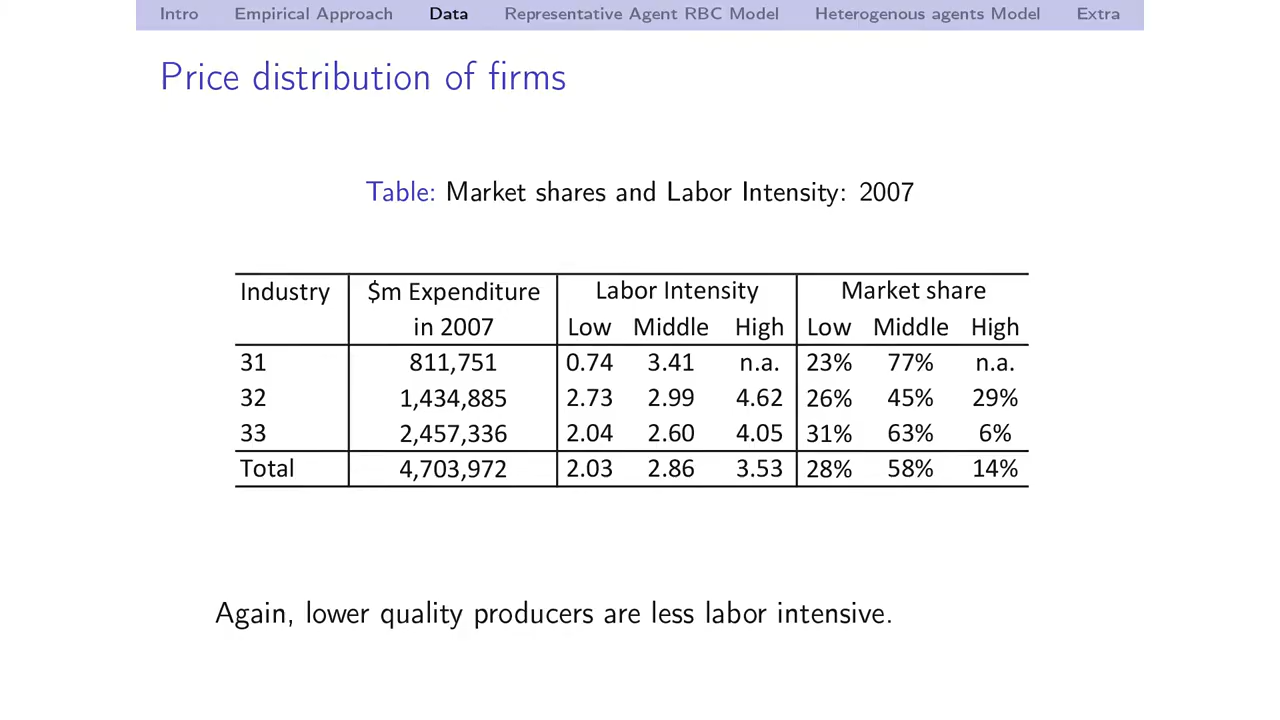 Intro Empirical Approach Data Representative Agent RBC Model Heterogenous agents Model Extra
Price distribution of firms
Table: Market shares and Labor Intensity: 2007
Industry $m Expenditure Labor Intensity Market share
in 2007 Low Middle High Low Middle High
31 811,751 0.74 3.41 n.a. 23% 77% n.a.
32 1,434,885 2.73 2.99 4.62 26% 45% 29%
33 2,457,336 2.04 2.60 4.05 31% 63% 6%
Total 4,703,972 2.03 2.86 3.53 28% 58% 14%
Again, lower quality producers are less labor intensive.